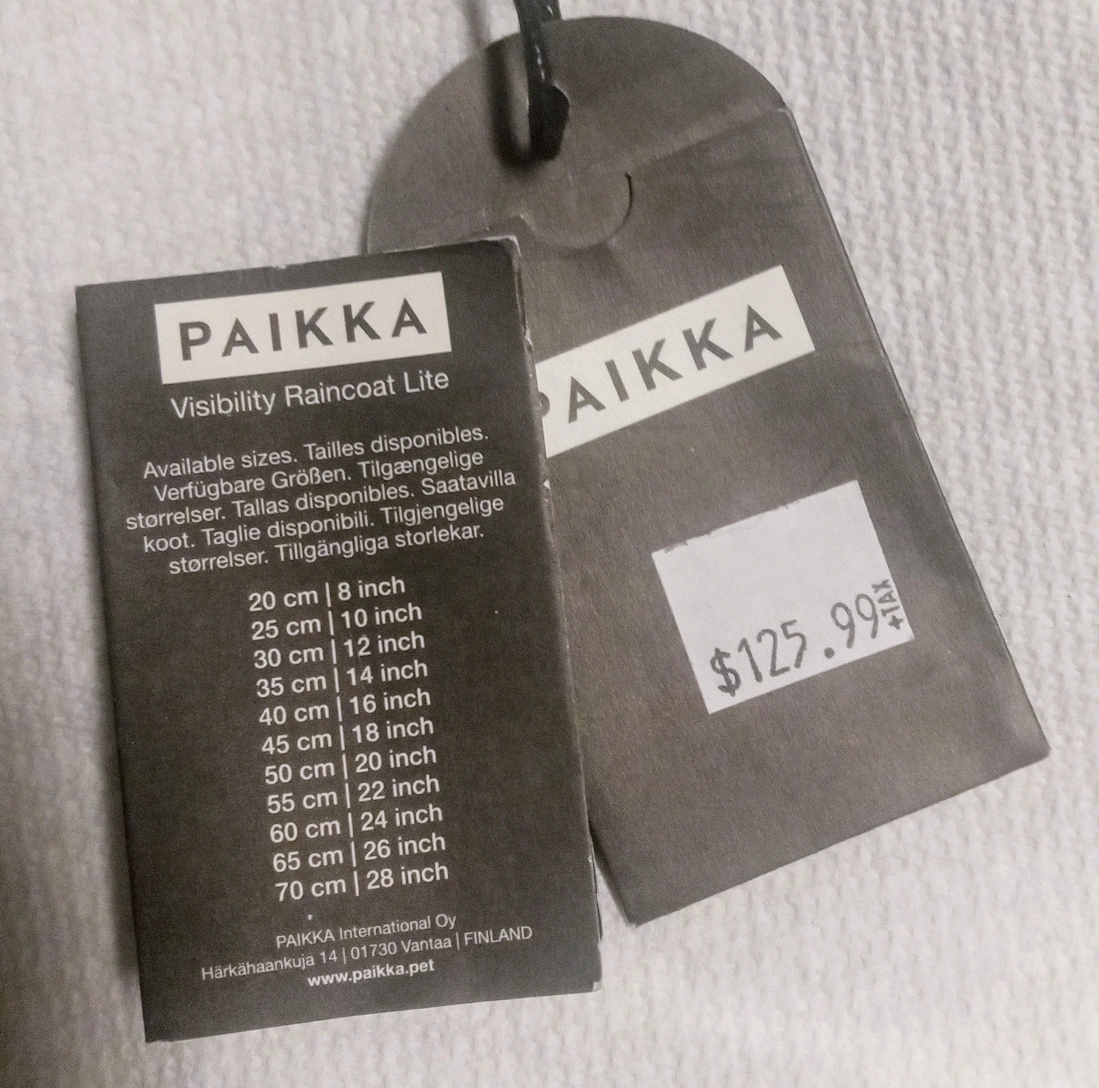 PAIKKA
Visibility Raincoat Lite
Available sizes. Tailles disponibles.
Verfügbare Größen. Tilgængelige
størrelser. Tallas disponibles. Saatavilla
koot. Taglie disponibili. Tilgjengelige
størrelser. Tillgängliga storlekar.
20 cm | 8 inch
25 cm | 10 inch
30 cm | 12 inch
35 cm | 14 inch
40 cm | 16 inch
45 cm | 18 inch
50 cm | 20 inch
55 cm | 22 inch
60 cm | 24 inch
65 cm | 26 inch
70 cm | 28 inch
PAIKKA International Oy
Härkähaankuja 14 | 01730 Vantaa | FINLAND
www.paikka.pet
PAIKKA
$125.99
+TAX